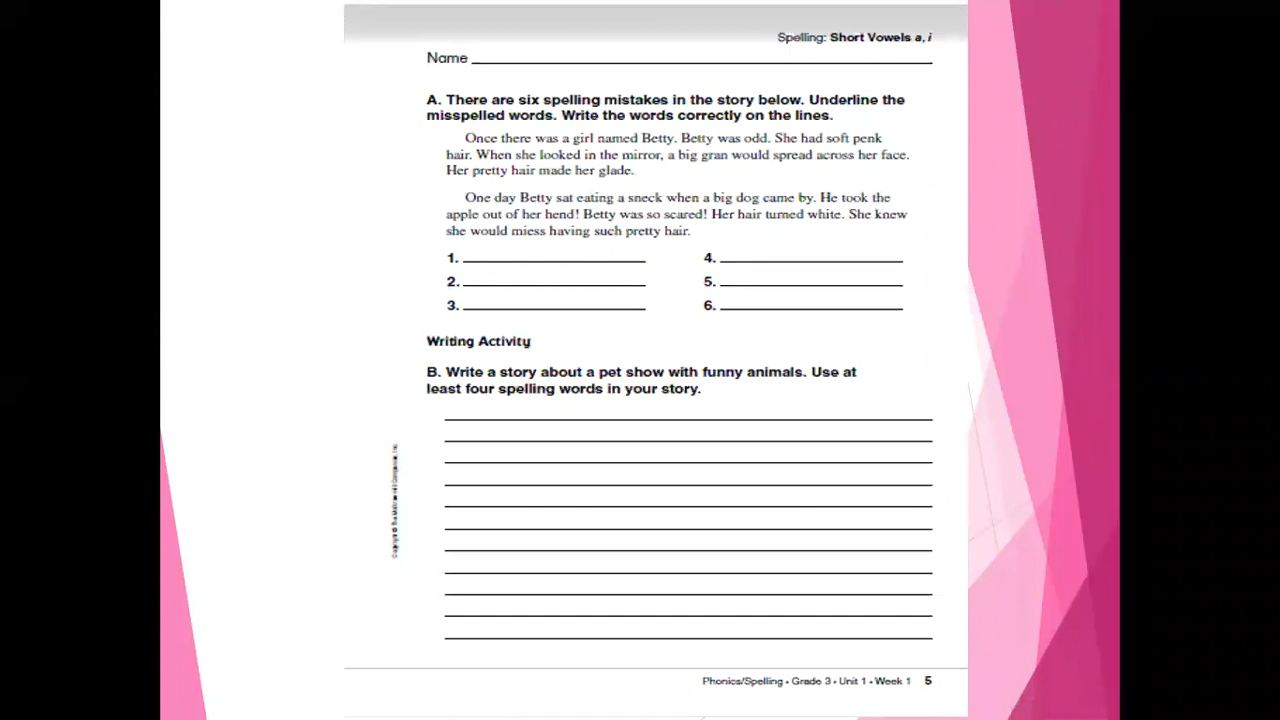 Spelling: Short Vowels a, i
Name
A. There are six spelling mistakes in the story below. Underline the
misspelled words. Write the words correctly on the lines.
Once there was a girl named Betty. Betty was odd. She had soft penk
hair. When she looked in the mirror, a big gran would spread across her face.
Her pretty hair made her glade.
One day Betty sat eating a sneck when a big dog came by. He took the
apple out of her hend! Betty was so scared! Her hair turned white. She knew
she would miess having such pretty hair.
1.
2.
3.
4.
5.
6.
Writing Activity
B. Write a story about a pet show with funny animals. Use at
least four spelling words in your story.
Copyright © The McGraw-Hill Companies, Inc.
Phonics/Spelling • Grade 3 • Unit 1 • Week 1 5